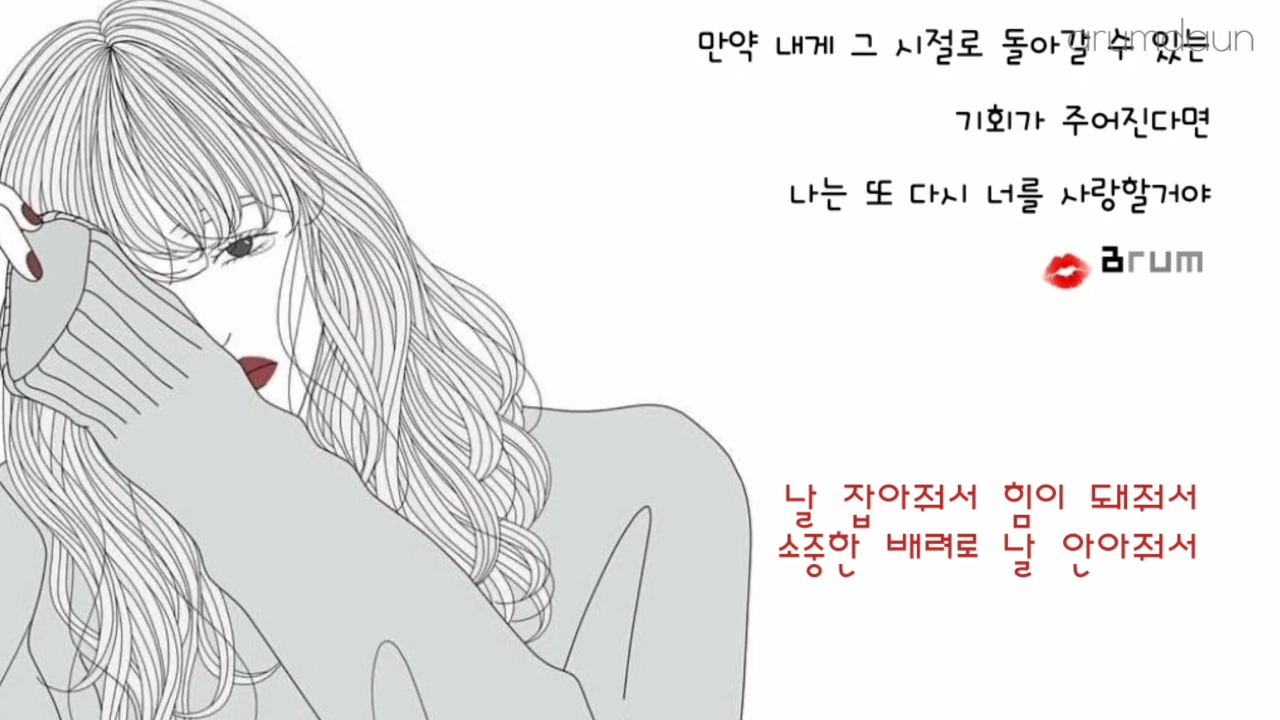 만약 내게 그 시절로 돌아갈 수 있는
arumdaun
기회가 주어진다면
나는 또 다시 너를 사랑할거야
arum
날 잡아줘서 힘이 돼줘서
소중한 배려로 날 안아줘서